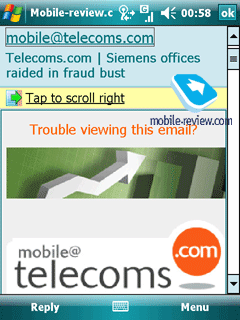 Mobile-review.c 00:58 ok
mobile@telecoms.com
Telecoms.com | Siemens offices
raided in fraud bust
Tap to scroll right
Trouble viewing this email?
mobile-review.com
mobile@
telecoms .com
Reply Menu